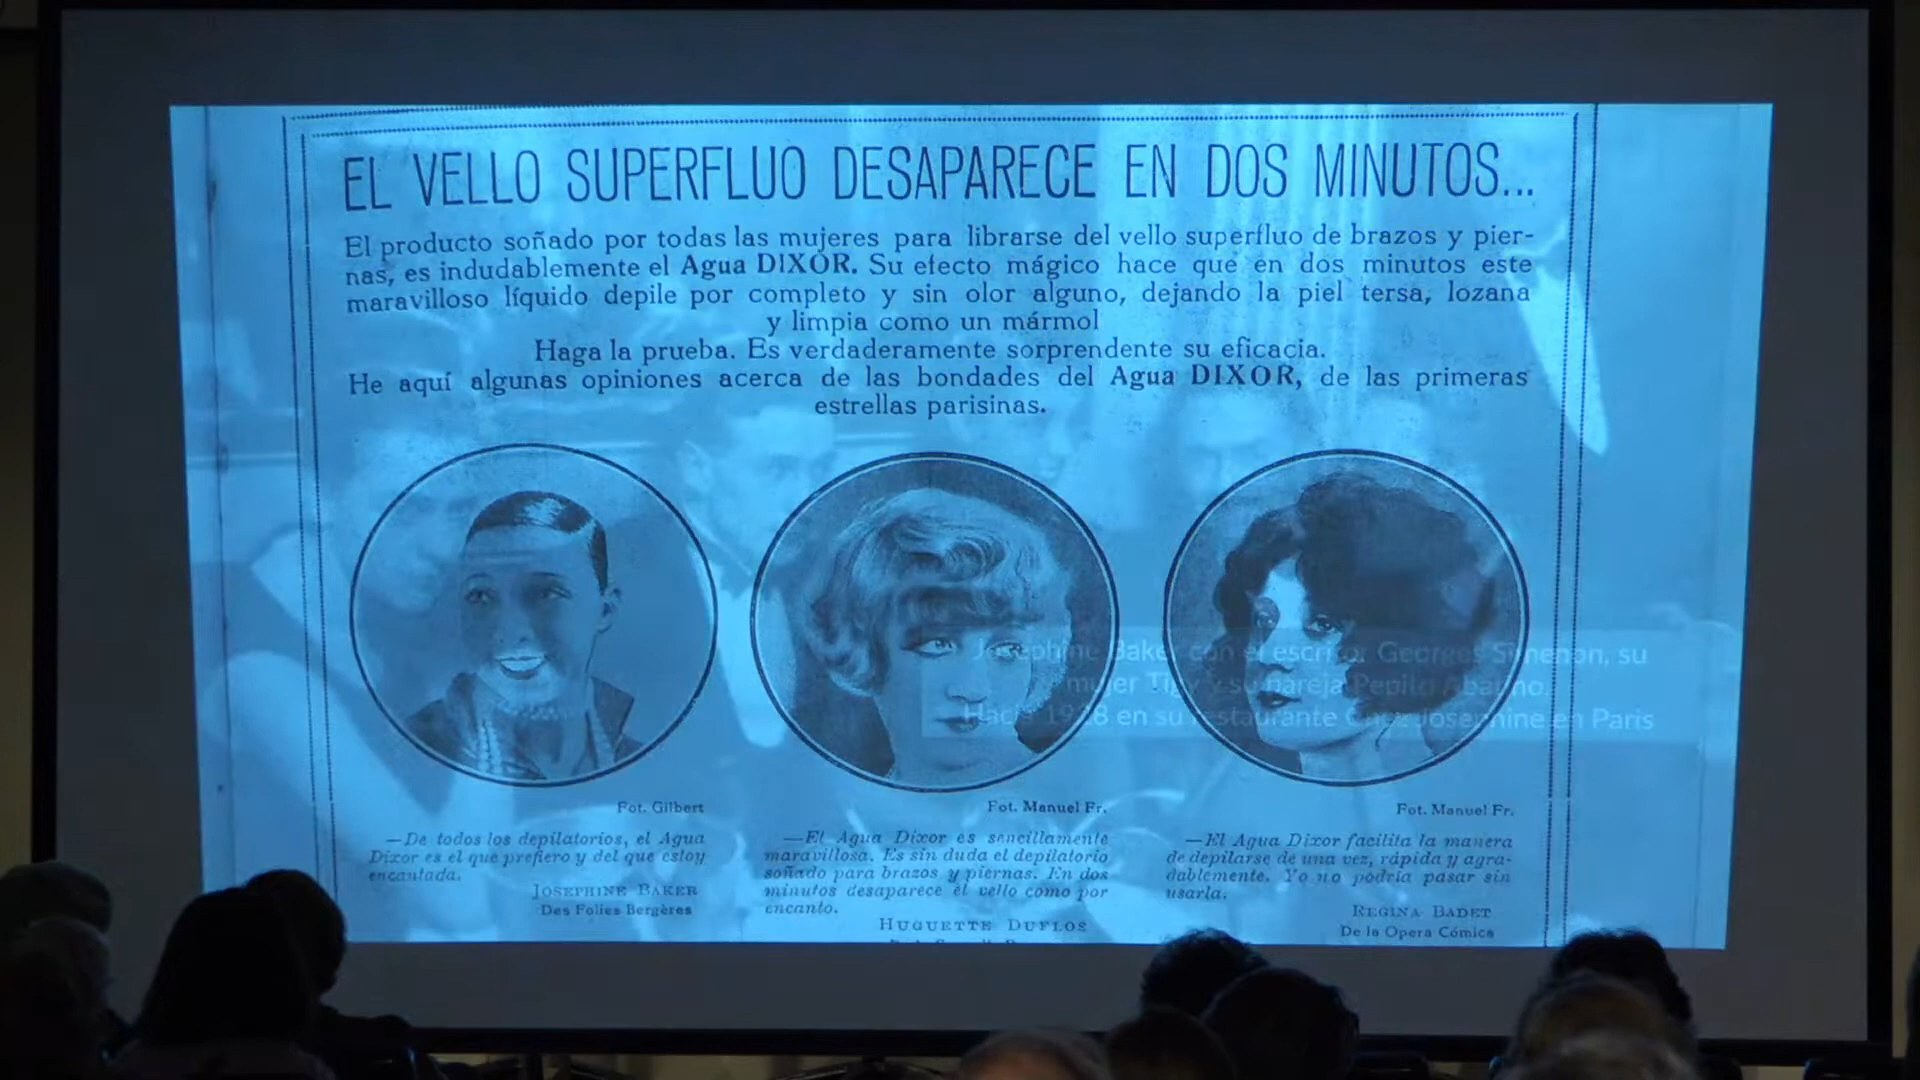 EL VELLO SUPERFLUO DESAPARECE EN DOS MINUTOS...
El producto soñado por todas las mujeres para librarse del vello superfluo de brazos y pier-
nas, es indudablemente el Agua DIXOR. Su efecto mágico hace que en dos minutos este
maravilloso líquido depile por completo y sin olor alguno, dejando la piel tersa, lozana
y limpia como un mármol
Haga la prueba. Es verdaderamente sorprendente su eficacia.
He aquí algunas opiniones acerca de las bondades del Agua DIXOR, de las primeras
estrellas parisinas.
Josephine Baker con el escritor Georges Simenon, su
mujer Tigy y su pareja Pepito Abatino.
Hacia 1928 en su restaurante Chez Josephine en Paris
Fot. Gilbert
—De todos los depilatorios, el Agua
Dixor es el que prefiero y del que estoy
encantada.
JOSEPHINE BAKER
Des Folies Bergères
Fot. Manuel Fr.
—El Agua Dixor es sencillamente
maravillosa. Es sin duda el depilatorio
soñado para brazos y piernas. En dos
minutos desaparece el vello como por
encanto.
HUGUETTE DUFLOS
Fot. Manuel Fr.
—El Agua Dixor facilita la manera
de depilarse de una vez, rápida y agra-
dablemente. Yo no podría pasar sin
usarla.
REGINA BADET
De la Opera Cómica